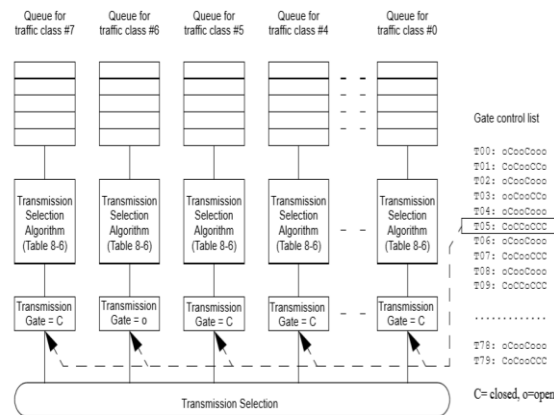 Queue for
traffic class #7
Queue for
traffic class #6
Queue for
traffic class #5
Queue for
traffic class #4
Queue for
traffic class #0
Transmission
Selection
Algorithm
(Table 8-6)
Transmission
Selection
Algorithm
(Table 8-6)
Transmission
Selection
Algorithm
(Table 8-6)
Transmission
Selection
Algorithm
(Table 8-6)
Transmission
Selection
Algorithm
(Table 8-6)
Transmission
Gate = C
Transmission
Gate = o
Transmission
Gate = C
Transmission
Gate = C
Transmission
Gate = C
Transmission Selection
Gate control list
T00: oCooCooo
T01: CoCooCCo
T02: oCooCooo
T03: ooCooCCo
T04: oCooCooo
T05: CoCCoCCC
T06: oCooCooo
T07: CoCooCCC
T08: oCooCooo
T09: CoCCoCCC
. . . . . . . . . . . . .
T78: oCooCooo
T79: CoCooCCC
C= closed, o=open